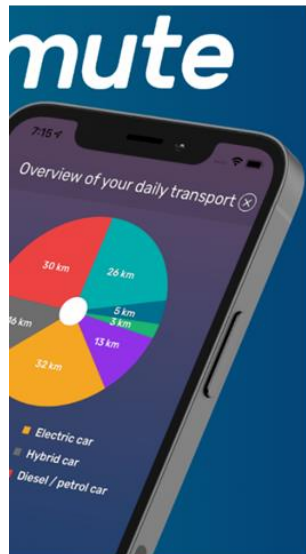 mute
7:15
Overview of your daily transport
30 km
26 km
5 km
3 km
13 km
16 km
32 km
Electric car
Hybrid car
Diesel / petrol car